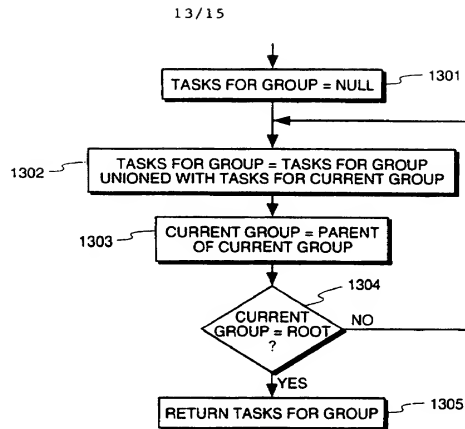 13/15
TASKS FOR GROUP = NULL
1301
1302
TASKS FOR GROUP = TASKS FOR GROUP
UNIONED WITH TASKS FOR CURRENT GROUP
1303
CURRENT GROUP = PARENT
OF CURRENT GROUP
1304
CURRENT
GROUP = ROOT
?
NO
YES
1305
RETURN TASKS FOR GROUP